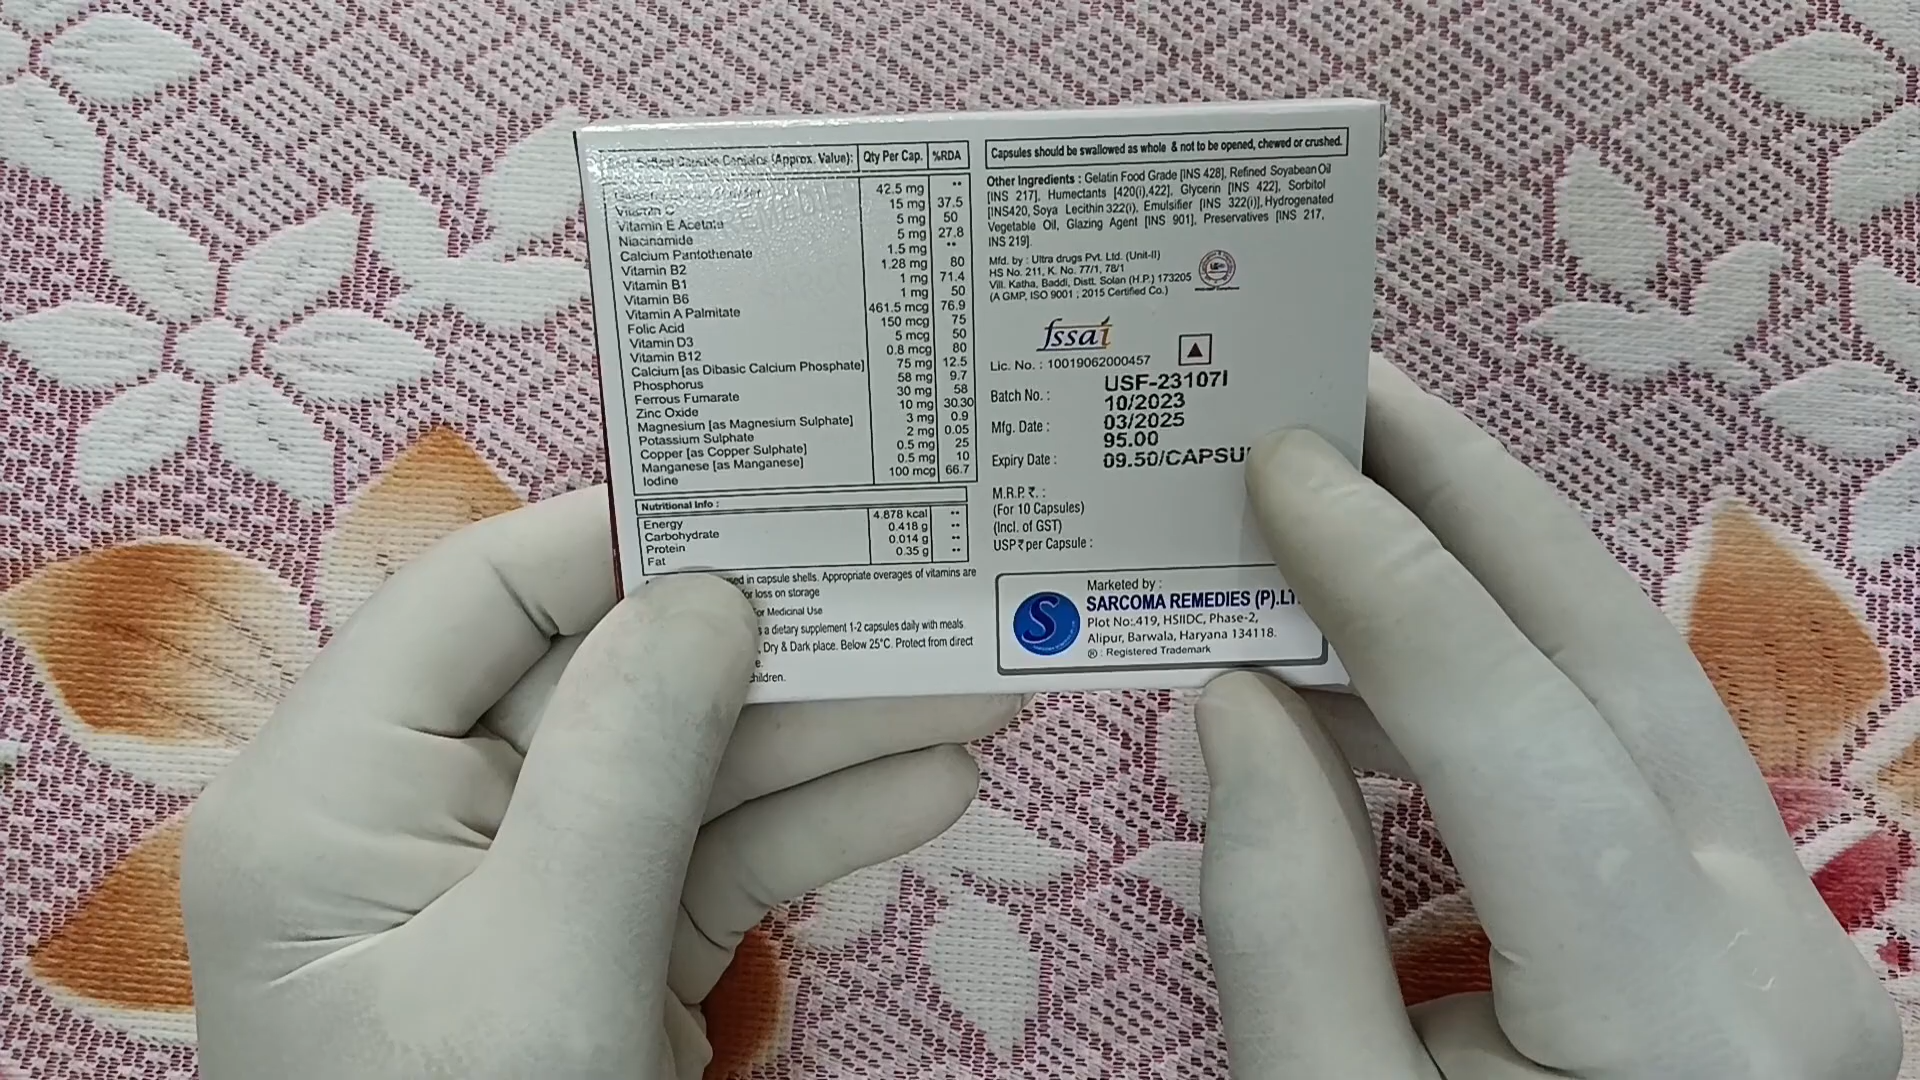 Capsule Contains (Approx. Value): Qty Per Cap. %RDA
42.5 mg **
Vitamin C 15 mg 37.5
Vitamin E Acetate 5 mg 50
Niacinamide 5 mg 27.8
Calcium Pantothenate 1.5 mg **
Vitamin B2 1.28 mg 80
Vitamin B1 1 mg 71.4
Vitamin B6 1 mg 50
Vitamin A Palmitate 461.5 mcg 76.9
Folic Acid 150 mcg 75
Vitamin D3 5 mcg 50
Vitamin B12 0.8 mcg 80
Calcium [as Dibasic Calcium Phosphate] 75 mg 12.5
Phosphorus 58 mg 9.7
Ferrous Fumarate 30 mg 58
Zinc Oxide 10 mg 30.30
Magnesium [as Magnesium Sulphate] 3 mg 0.9
Potassium Sulphate 2 mg 0.05
Copper [as Copper Sulphate] 0.5 mg 25
Manganese [as Manganese] 0.5 mg 10
Iodine 100 mcg 66.7
Nutritional Info :
Energy 4.878 kcal **
Carbohydrate 0.418 g **
Protein 0.014 g **
Fat 0.35 g **
in capsule shells. Appropriate overages of vitamins are
for loss on storage
For Medicinal Use
a dietary supplement 1-2 capsules daily with meals.
, Dry & Dark place. Below 25°C. Protect from direct
children.
Capsules should be swallowed as whole & not to be opened, chewed or crushed.
Other Ingredients : Gelatin Food Grade [INS 428], Refined Soyabean Oil
[INS 217], Humectants [420(i),422], Glycerin [INS 422], Sorbitol
[INS420, Soya Lecithin 322(i), Emulsifier [INS 322(i)], Hydrogenated
Vegetable Oil, Glazing Agent [INS 901], Preservatives [INS 217,
INS 219].
Mfd. by : Ultra drugs Pvt. Ltd. (Unit-II)
HS No. 211, K. No. 77/1, 78/1
Vill. Katha, Baddi, Distt. Solan (H.P.) 173205
(A GMP, ISO 9001 : 2015 Certified Co.)
fssai
Lic. No. : 10019062000457
Batch No. : USF-23107I
10/2023
Mfg. Date : 03/2025
95.00
Expiry Date : 09.50/CAPSU
M.R.P. ₹. :
(For 10 Capsules)
(Incl. of GST)
USP ₹ per Capsule :
Marketed by :
S
SARCOMA REMEDIES (P).LT
Plot No:.419, HSIIDC, Phase-2,
Alipur, Barwala, Haryana 134118.
® : Registered Trademark